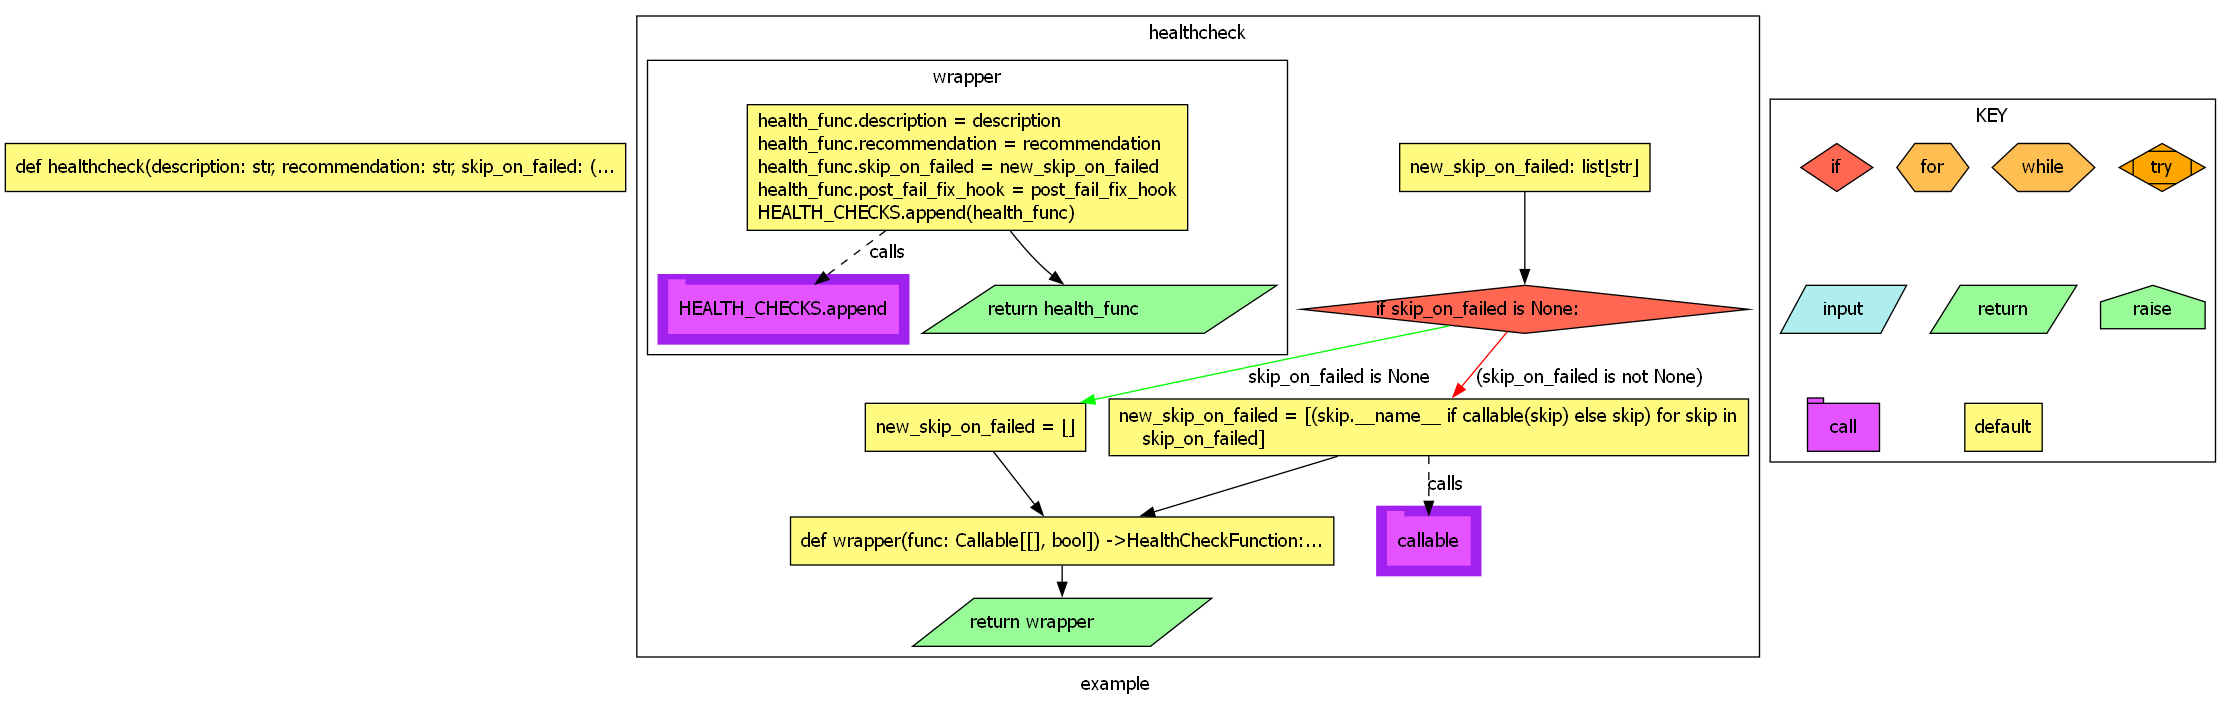 def healthcheck(description: str, recommendation: str, skip_on_failed: (...
healthcheck
wrapper
health_func.description = description
health_func.recommendation = recommendation
health_func.skip_on_failed = new_skip_on_failed
health_func.post_fail_fix_hook = post_fail_fix_hook
HEALTH_CHECKS.append(health_func)
calls
HEALTH_CHECKS.append
return health_func
new_skip_on_failed: list[str]
if skip_on_failed is None:
skip_on_failed is None
(skip_on_failed is not None)
new_skip_on_failed = []
new_skip_on_failed = [(skip.__name__ if callable(skip) else skip) for skip in
skip_on_failed]
calls
def wrapper(func: Callable[[], bool]) ->HealthCheckFunction:...
callable
return wrapper
example
KEY
if
for
while
try
input
return
raise
call
default